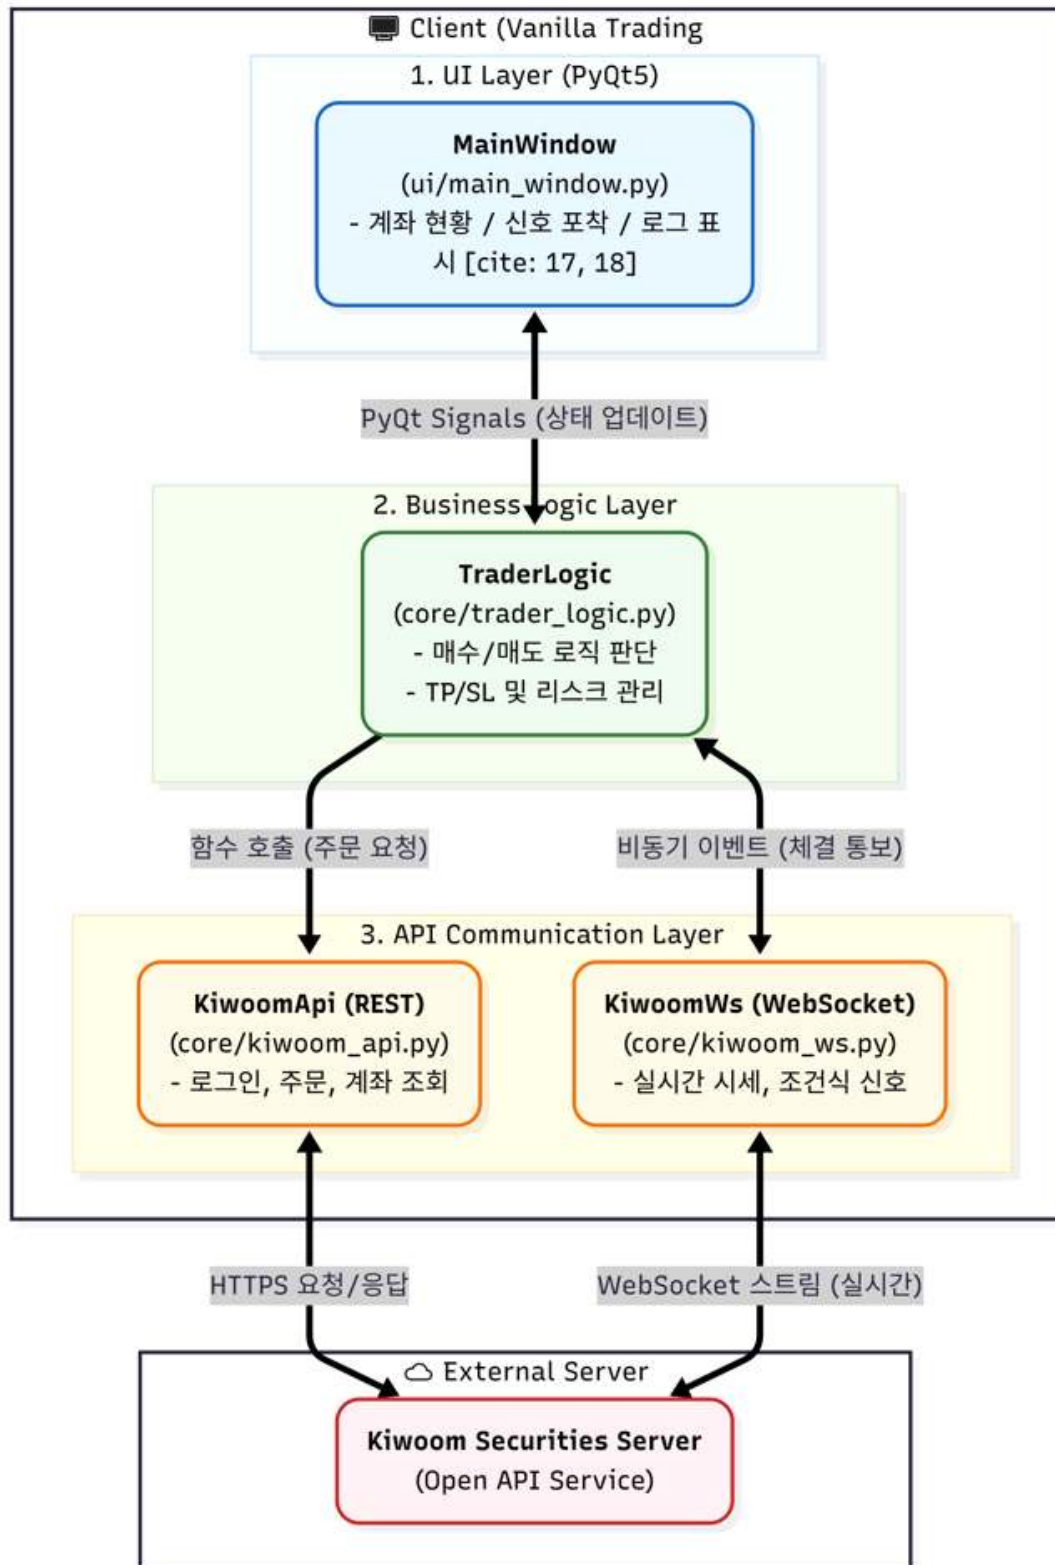 Client (Vanilla Trading
1. UI Layer (PyQt5)
MainWindow
(ui/main_window.py)
- 계좌 현황 / 신호 포착 / 로그 표
시 [cite: 17, 18]
PyQt Signals (상태 업데이트)
2. Business Logic Layer
TraderLogic
(core/trader_logic.py)
- 매수/매도 로직 판단
- TP/SL 및 리스크 관리
함수 호출 (주문 요청)
비동기 이벤트 (체결 통보)
3. API Communication Layer
KiwoomApi (REST)
(core/kiwoom_api.py)
- 로그인, 주문, 계좌 조회
KiwoomWs (WebSocket)
(core/kiwoom_ws.py)
- 실시간 시세, 조건식 신호
HTTPS 요청/응답
WebSocket 스트림 (실시간)
External Server
Kiwoom Securities Server
(Open API Service)